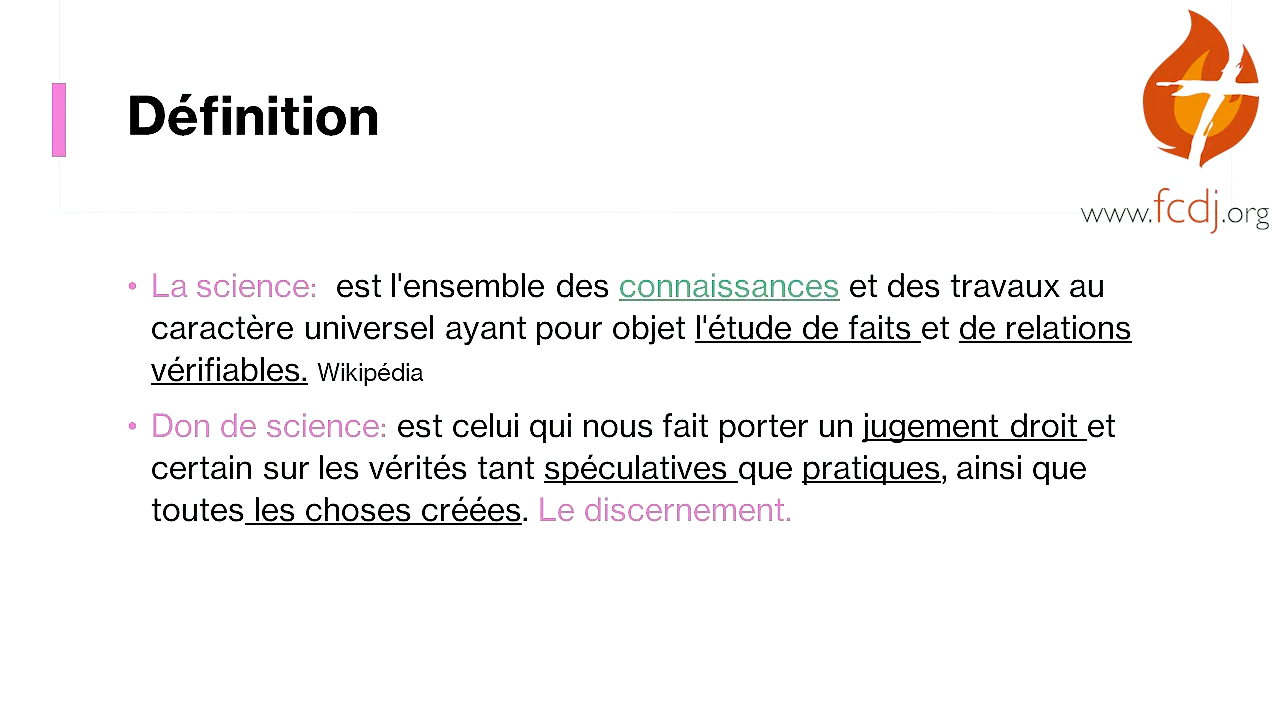 Définition
www.fcdj.org
• La science: est l'ensemble des connaissances et des travaux au
caractère universel ayant pour objet l'étude de faits et de relations
vérifiables. Wikipédia
• Don de science: est celui qui nous fait porter un jugement droit et
certain sur les vérités tant spéculatives que pratiques, ainsi que
toutes les choses créées. Le discernement.